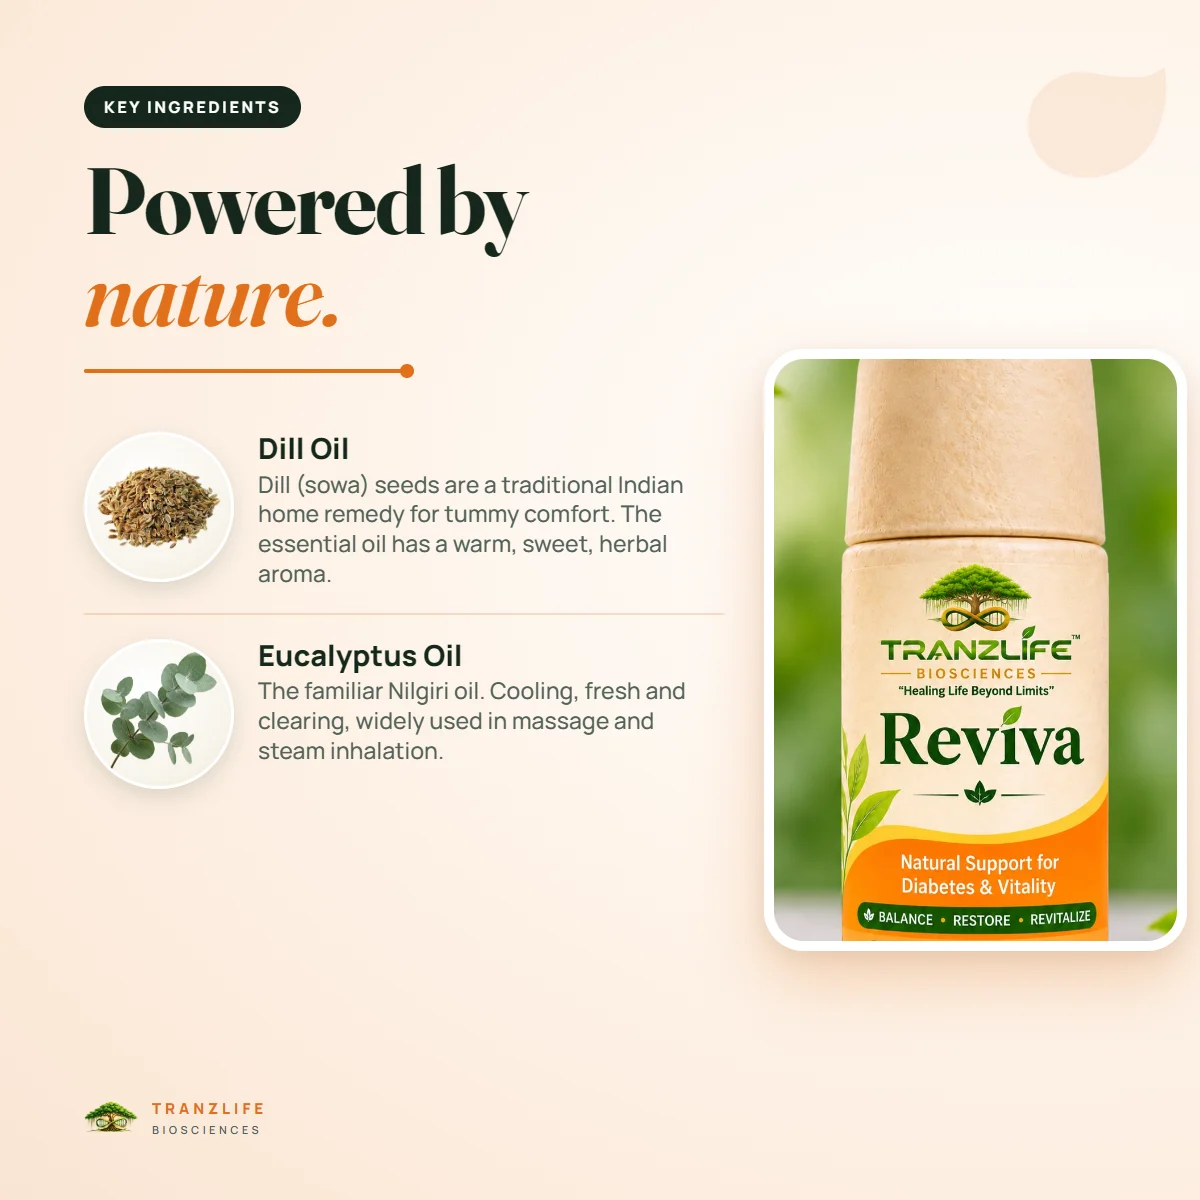 KEY INGREDIENTS
Powered by
nature.
Dill Oil
Dill (sowa) seeds are a traditional Indian
home remedy for tummy comfort. The
essential oil has a warm, sweet, herbal
aroma.
Eucalyptus Oil
The familiar Nilgiri oil. Cooling, fresh and
clearing, widely used in massage and
steam inhalation.
TRANZLIFE™
BIOSCIENCES
“Healing Life Beyond Limits”
Reviva
Natural Support for
Diabetes & Vitality
BALANCE • RESTORE • REVITALIZE
TRANZLIFE
BIOSCIENCES